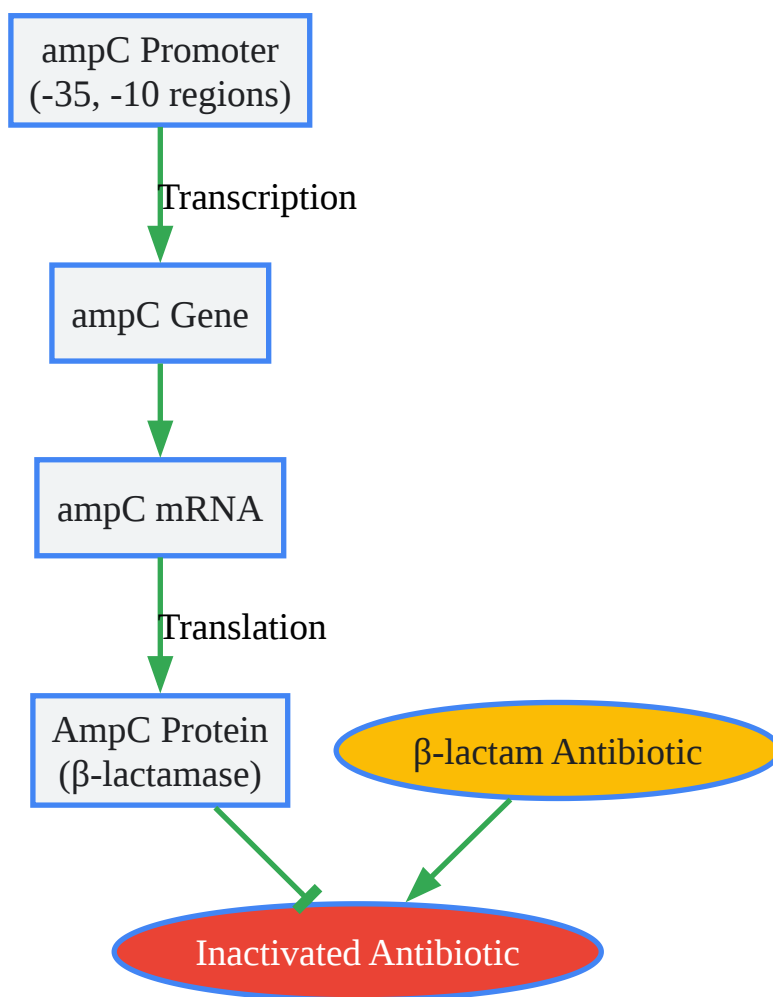 ampC Promoter
(-35, -10 regions)
Transcription
ampC Gene
ampC mRNA
Translation
AmpC Protein
(β-lactamase)
β-lactam Antibiotic
Inactivated Antibiotic